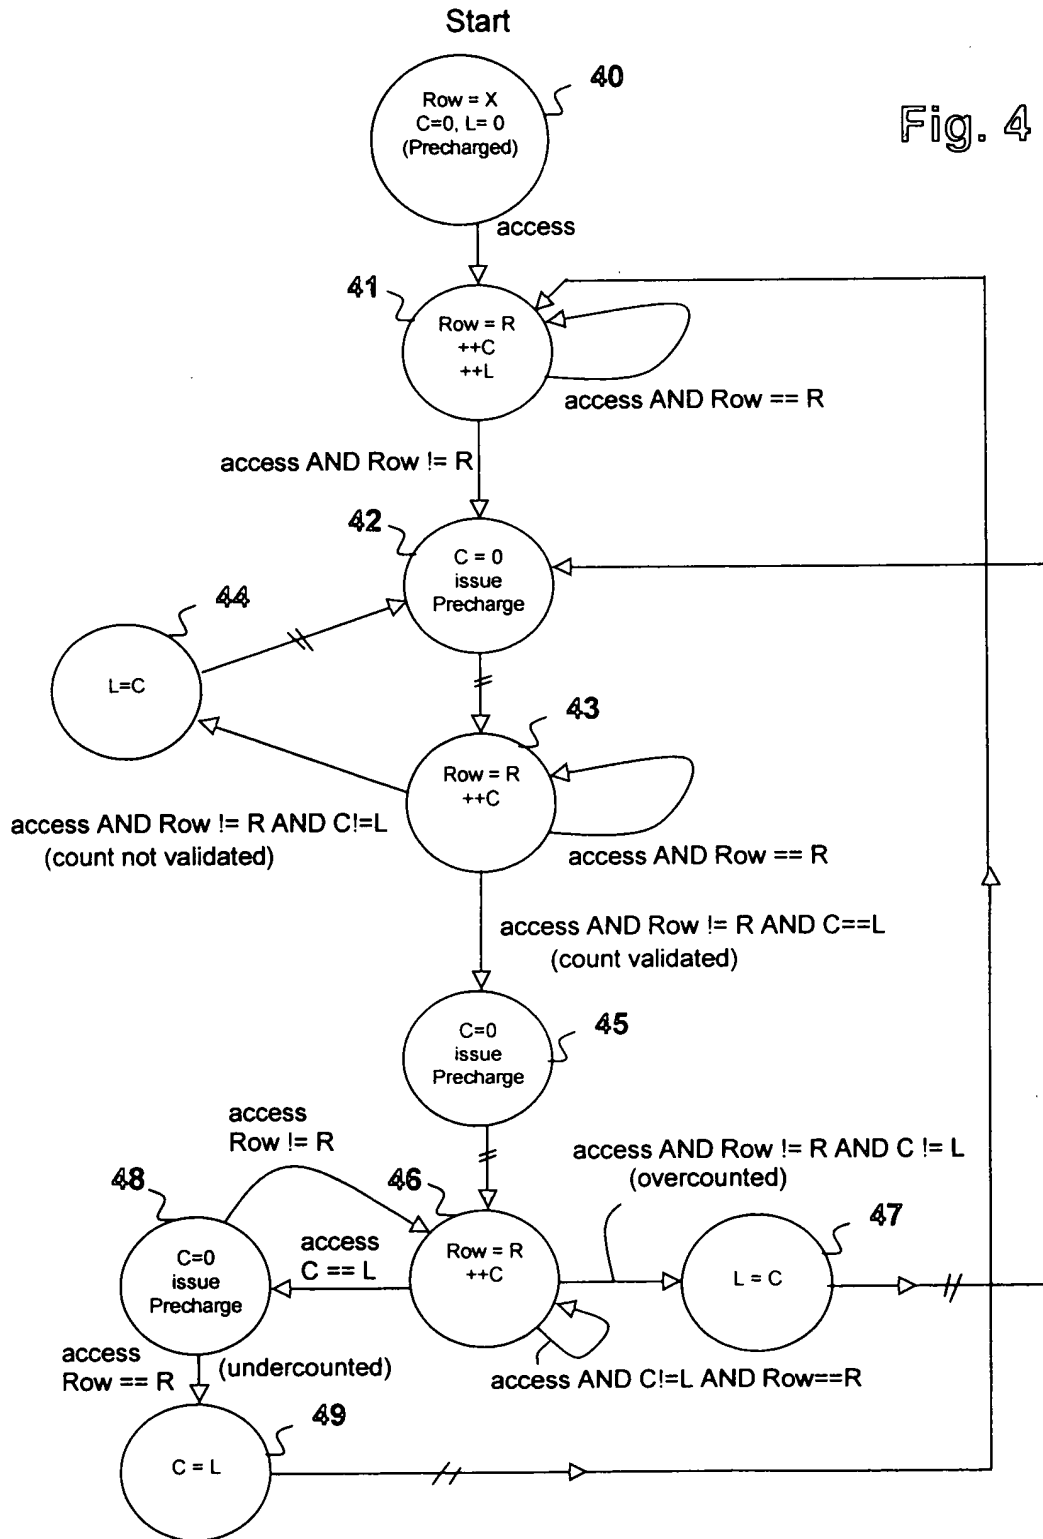 Start
40
Row = X
C=0, L= 0
(Precharged)
Fig. 4
access
41
Row = R
++C
++L
access AND Row == R
access AND Row != R
42
C = 0
issue
Precharge
44
L=C
43
Row = R
++C
access AND Row != R AND C!=L
(count not validated)
access AND Row == R
access AND Row != R AND C==L
(count validated)
45
C=0
issue
Precharge
access
Row != R
access AND Row != R AND C != L
(overcounted)
48
46
47
access
C == L
Row = R
++C
C=0
issue
Precharge
L = C
access
Row == R
(undercounted)
access AND C!=L AND Row==R
49
C = L